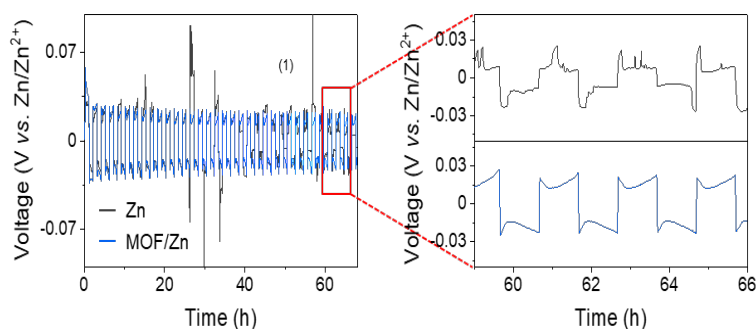 Voltage (V vs. Zn/Zn²⁺)
0.07
0
-0.07
(1)
Zn
MOF/Zn
0 20 40 60
Time (h)
Voltage (V vs. Zn/Zn²⁺)
0.03
0
-0.03
0.03
0
-0.03
60 62 64 66
Time (h)